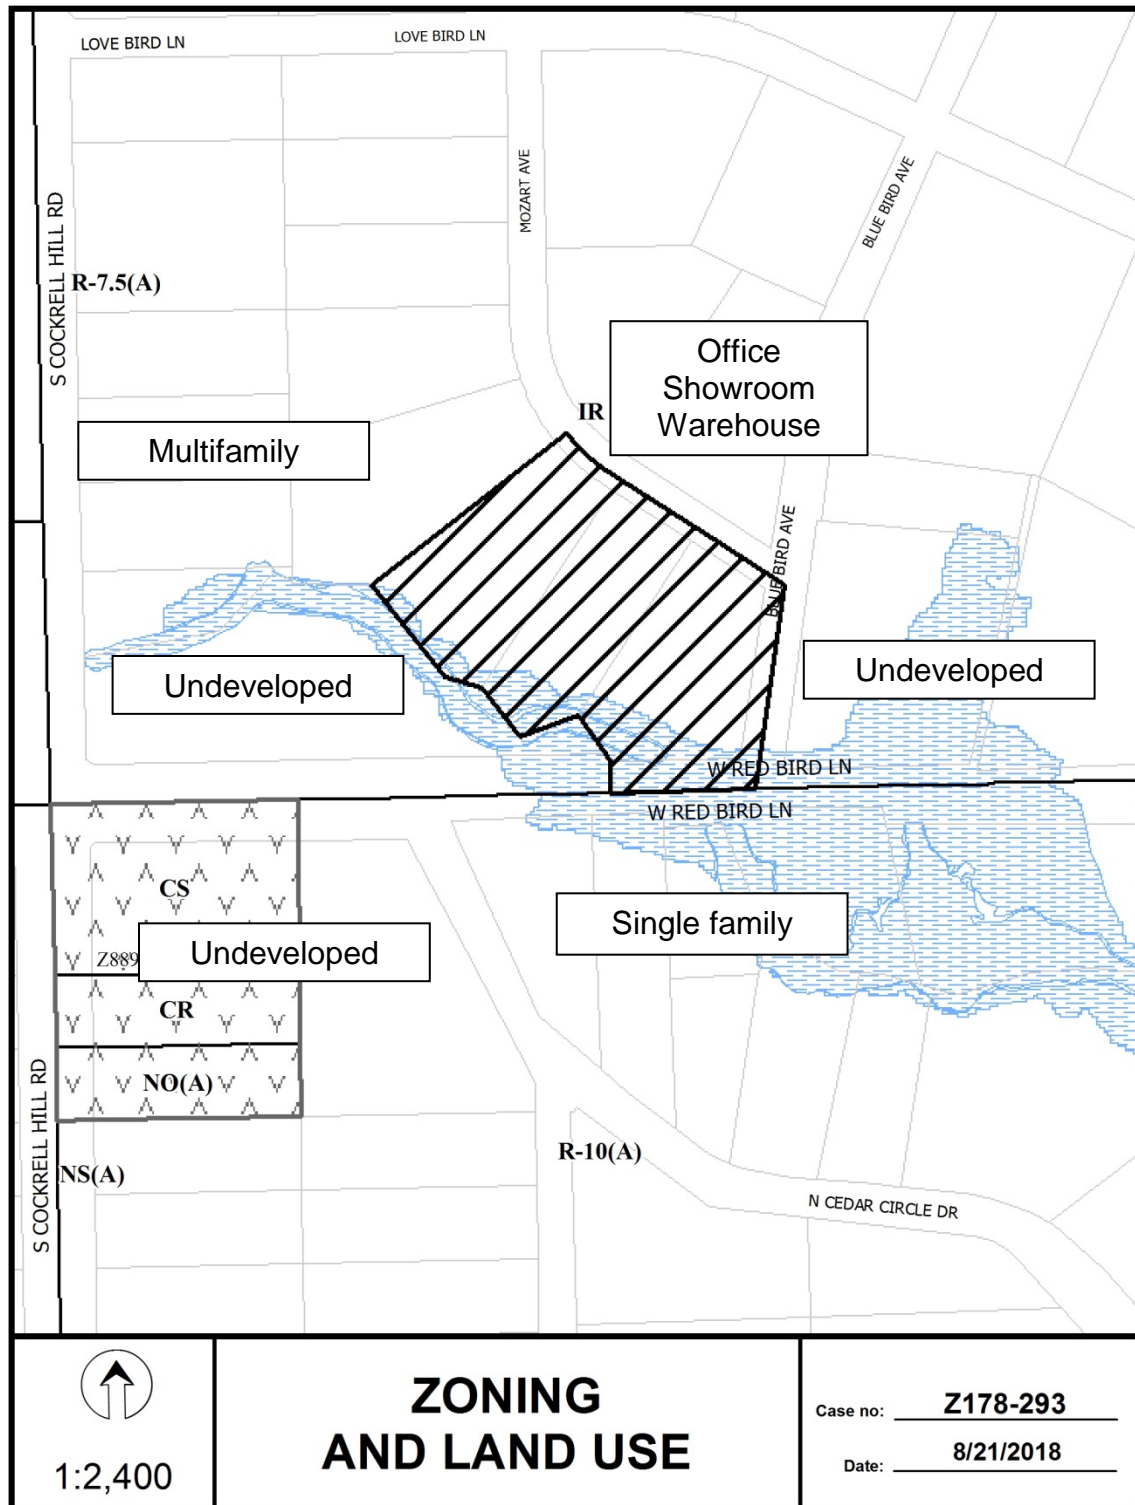 LOVE BIRD LN
LOVE BIRD LN
MOZART AVE
BLUE BIRD AVE
S COCKRELL HILL RD
R-7.5(A)
Office
Showroom
Warehouse
IR
Multifamily
BLUE BIRD AVE
Undeveloped
Undeveloped
W RED BIRD LN
W RED BIRD LN
CS
Single family
Undeveloped
Z889
CR
NO(A)
S COCKRELL HILL RD
NS(A)
R-10(A)
N CEDAR CIRCLE DR
1:2,400
ZONING
AND LAND USE
Case no: Z178-293
Date: 8/21/2018